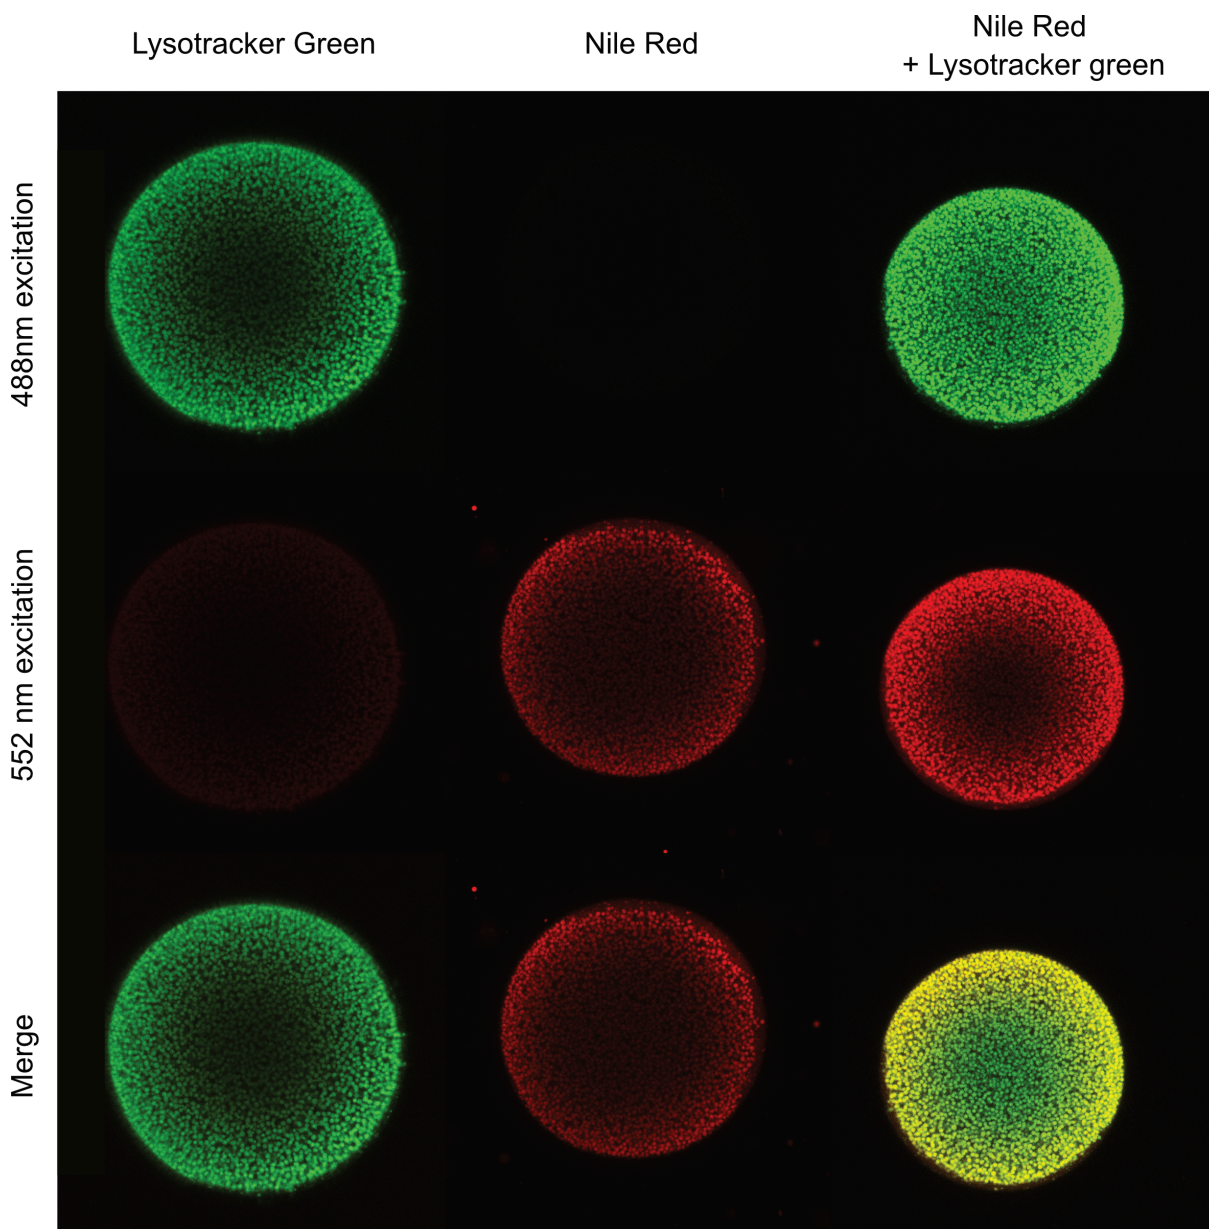 Lysotracker Green
Nile Red
Nile Red
+ Lysotracker green
488nm excitation
552 nm excitation
Merge